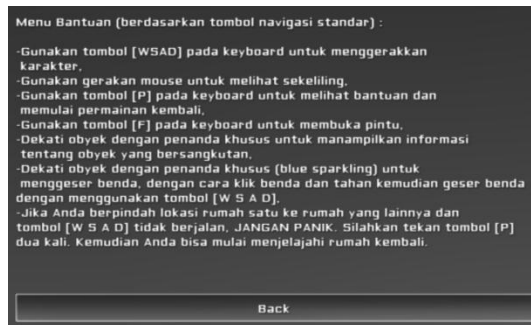 Menu Bantuan (berdasarkan tombol navigasi standar) :
-Gunakan tombol [WSAD] pada keyboard untuk menggerakkan
karakter,
-Gunakan gerakan mouse untuk melihat sekeliling,
-Gunakan tombol [P] pada keyboard untuk melihat bantuan dan
memulai permainan kembali,
-Gunakan tombol [F] pada keyboard untuk membuka pintu,
-Dekati obyek dengan penanda khusus untuk manampilkan informasi
tentang obyek yang bersangkutan,
-Dekati obyek dengan penanda khusus (blue sparkling) untuk
menggeser benda, dengan cara klik benda dan tahan kemudian geser benda
dengan menggunakan tombol [W S A D],
-Jika Anda berpindah lokasi rumah satu ke rumah yang lainnya dan
tombol [W S A D] tidak berjalan, JANGAN PANIK. Silahkan tekan tombol [P]
dua kali. Kemudian Anda bisa mulai menjelajahi rumah kembali.
Back